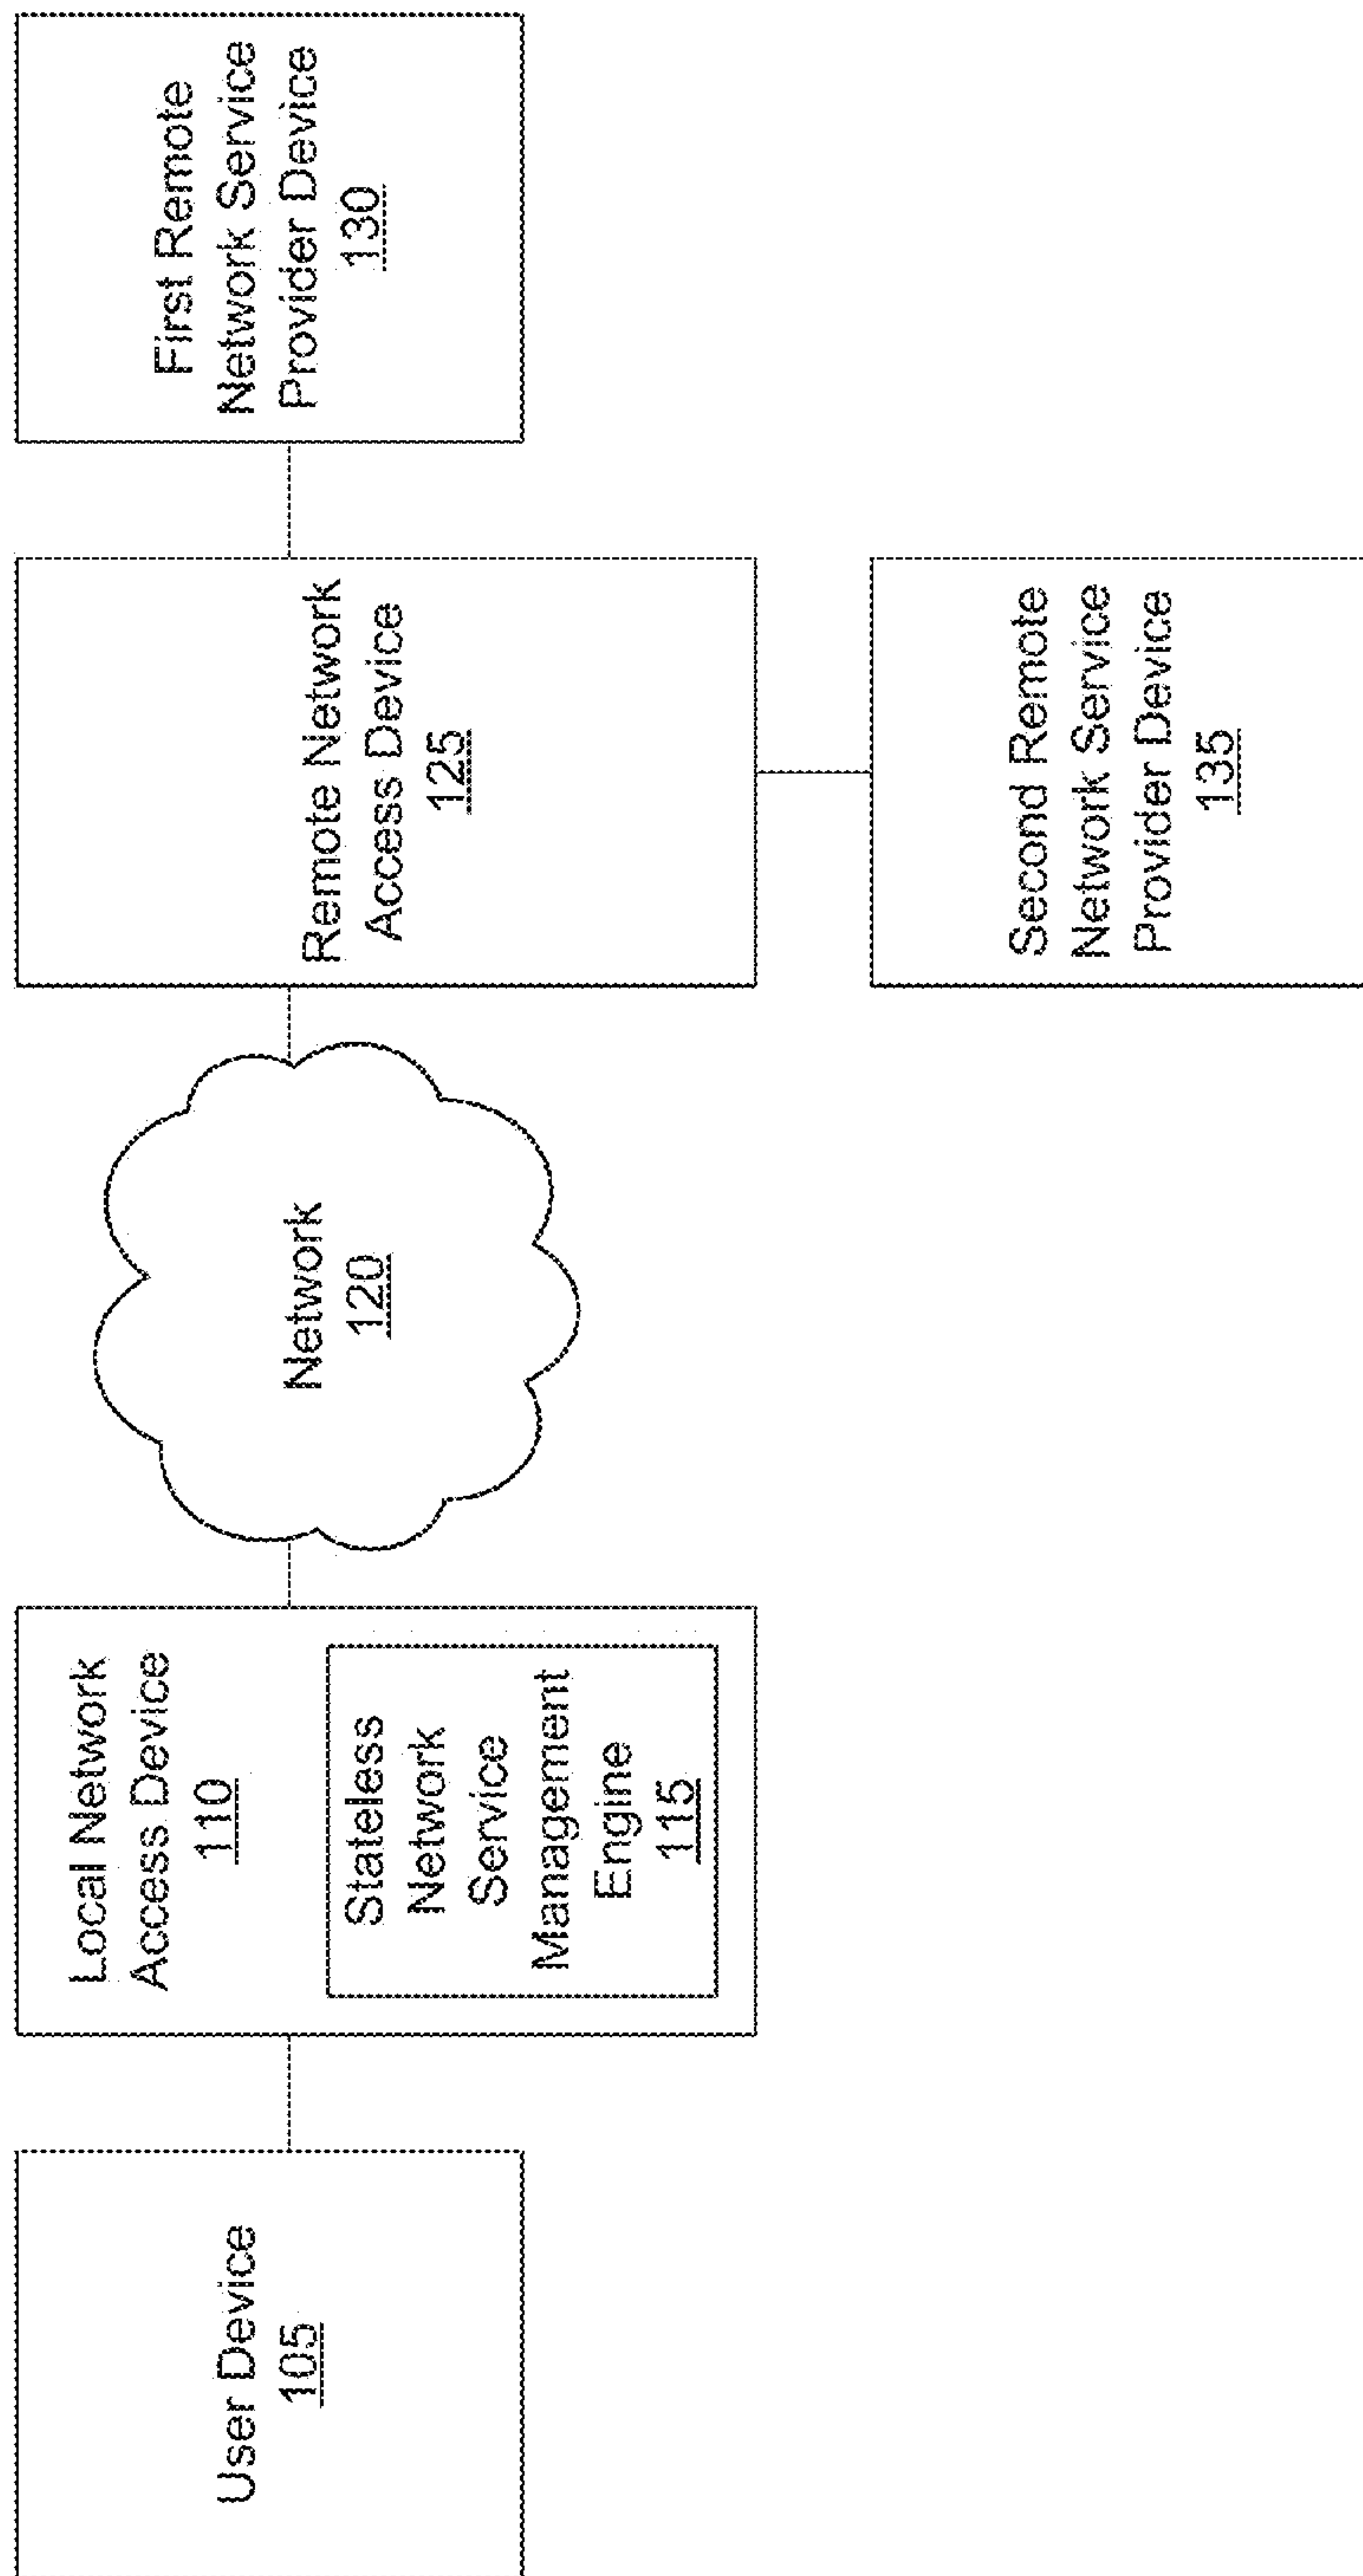 User Device
105
Local Network
Access Device
110
Stateless
Network
Service
Management
Engine
115
Network
120
Remote Network
Access Device
125
First Remote
Network Service
Provider Device
130
Second Remote
Network Service
Provider Device
135